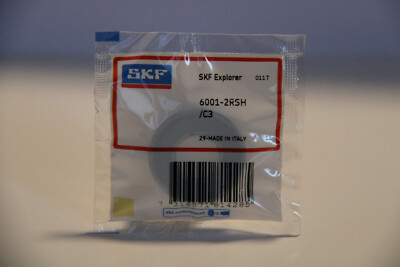 SKF
SKF Explorer 0117
6001-2RSH
/C3
29-MADE IN ITALY